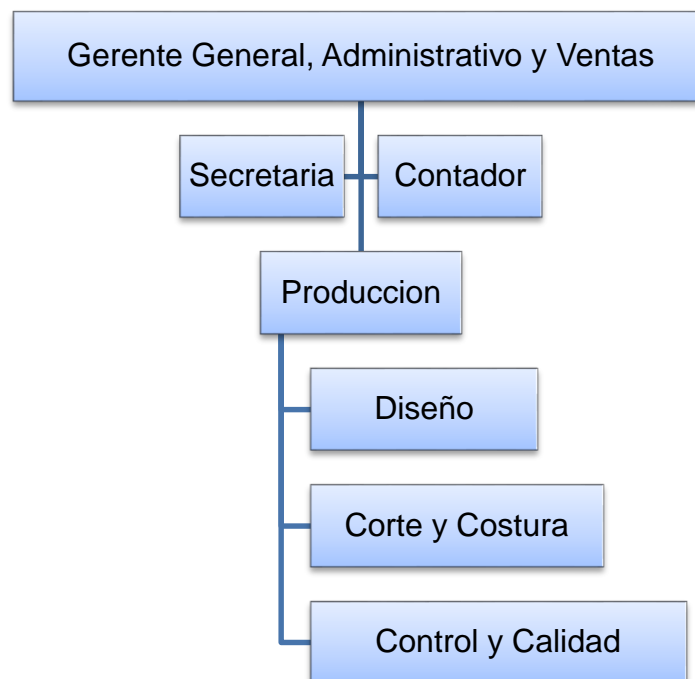 Gerente General, Administrativo y Ventas
Secretaria
Contador
Produccion
Diseño
Corte y Costura
Control y Calidad